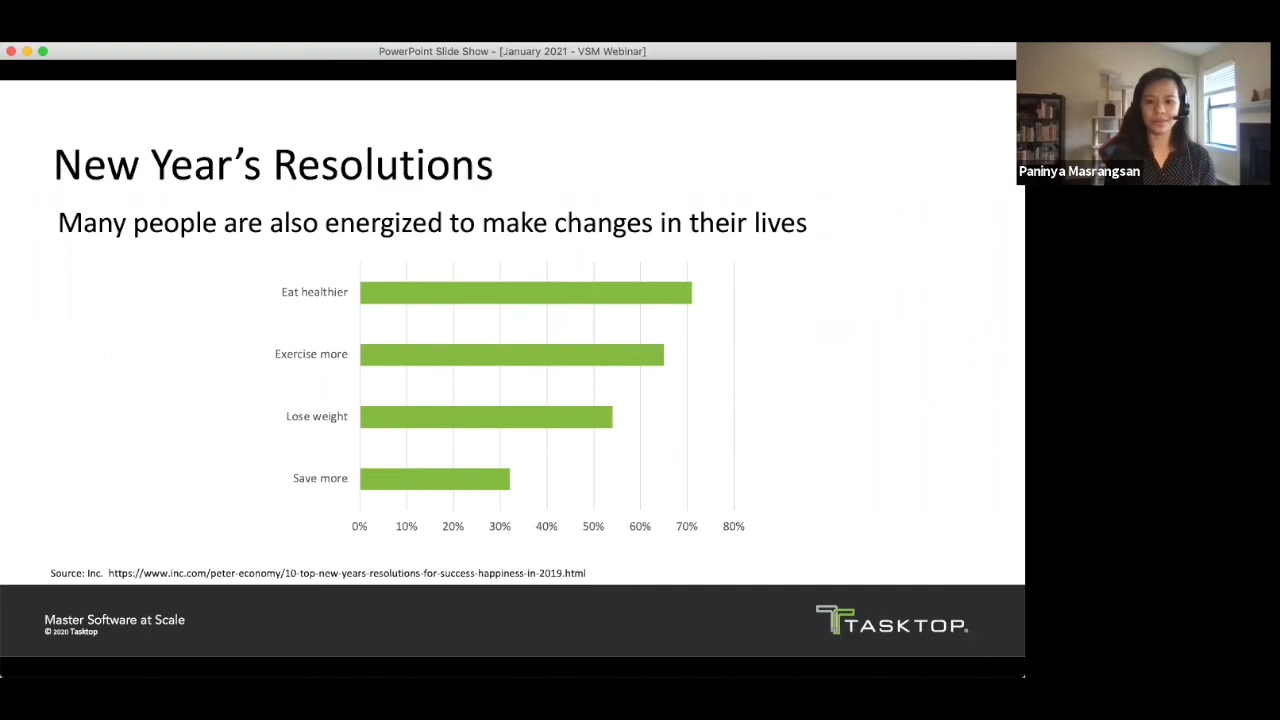 PowerPoint Slide Show - [January 2021 - VSM Webinar]
Paninya Masrangsan
New Year’s Resolutions
Many people are also energized to make changes in their lives
Eat healthier
Exercise more
Lose weight
Save more
0% 10% 20% 30% 40% 50% 60% 70% 80%
Source: Inc. https://www.inc.com/peter-economy/10-top-new-years-resolutions-for-success-happiness-in-2019.html
Master Software at Scale
© 2020 Tasktop
TASKTOP®